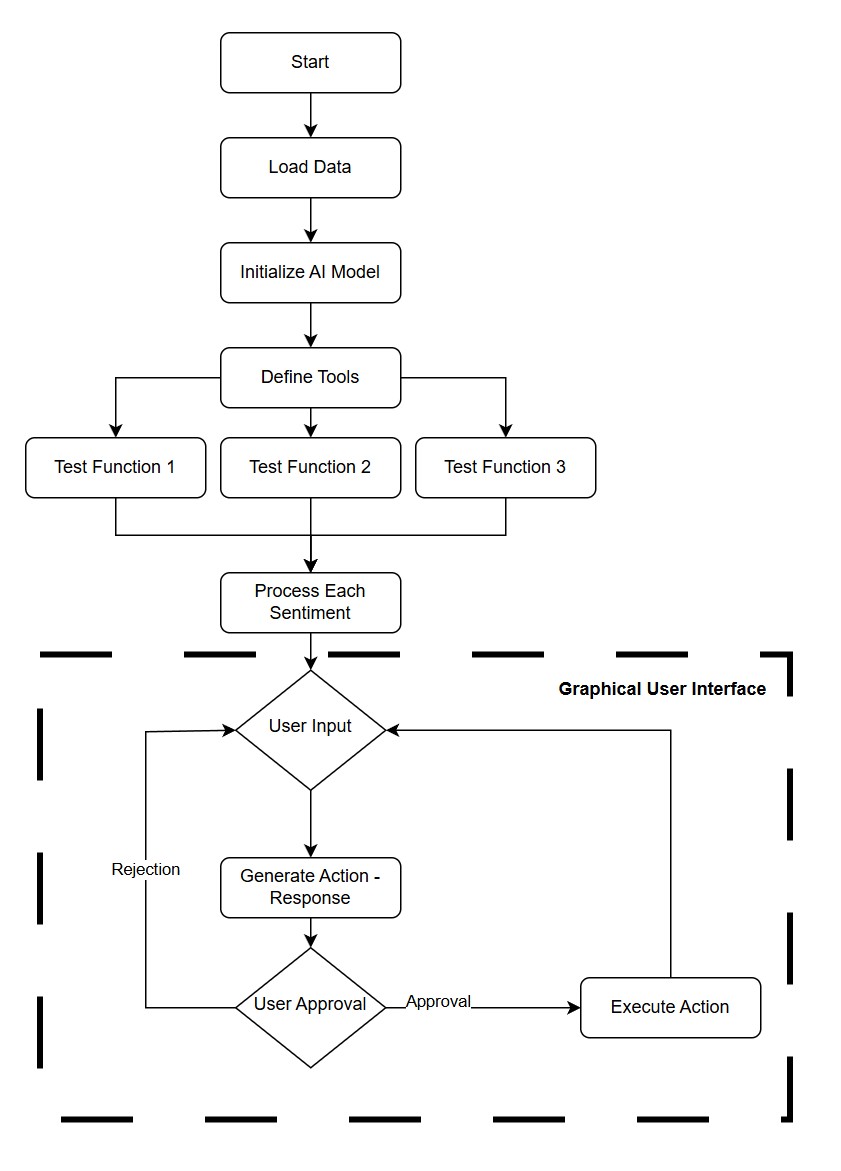 Start
Load Data
Initialize AI Model
Define Tools
Test Function 1
Test Function 2
Test Function 3
Process Each
Sentiment
Graphical User Interface
User Input
Rejection
Generate Action -
Response
User Approval
Approval
Execute Action